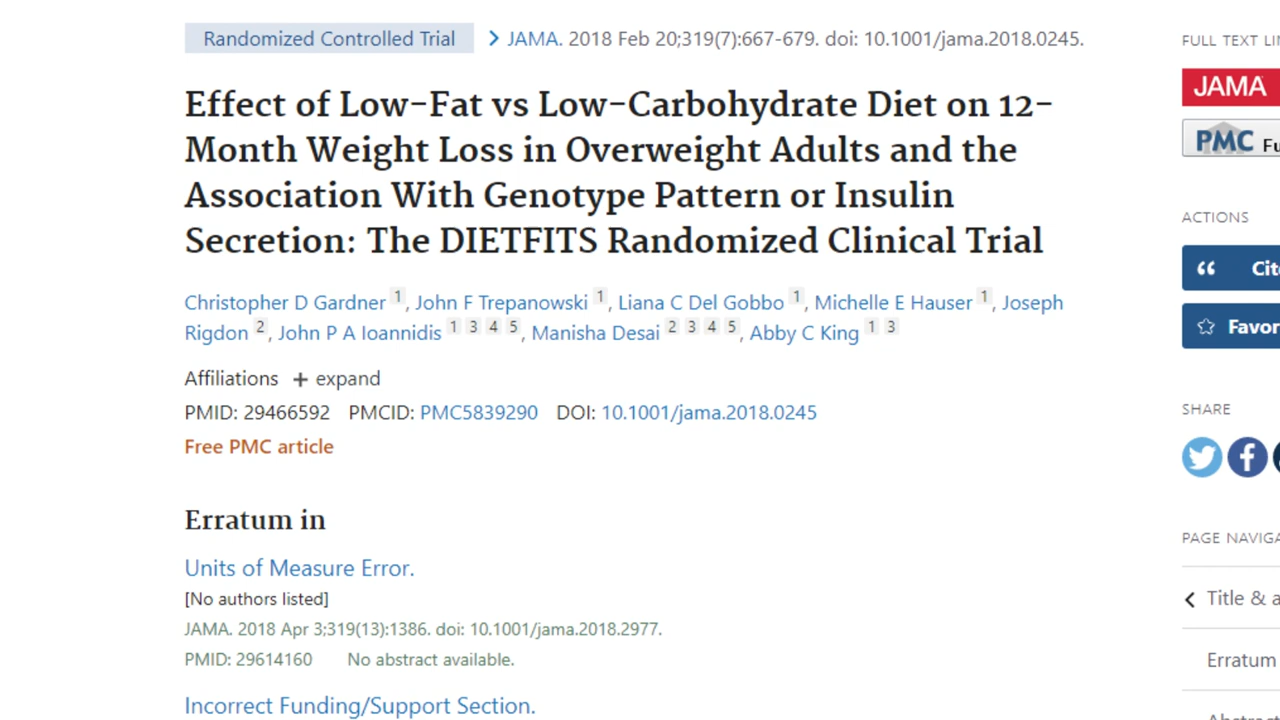 Randomized Controlled Trial > JAMA. 2018 Feb 20;319(7):667-679. doi: 10.1001/jama.2018.0245.
Effect of Low-Fat vs Low-Carbohydrate Diet on 12-
Month Weight Loss in Overweight Adults and the
Association With Genotype Pattern or Insulin
Secretion: The DIETFITS Randomized Clinical Trial
Christopher D Gardner 1, John F Trepanowski 1, Liana C Del Gobbo 1, Michelle E Hauser 1, Joseph
Rigdon 2, John P A Ioannidis 1 3 4 5, Manisha Desai 2 3 4 5, Abby C King 1 3
Affiliations + expand
PMID: 29466592 PMCID: PMC5839290 DOI: 10.1001/jama.2018.0245
Free PMC article
Erratum in
Units of Measure Error.
[No authors listed]
JAMA. 2018 Apr 3;319(13):1386. doi: 10.1001/jama.2018.2977.
PMID: 29614160 No abstract available.
Incorrect Funding/Support Section.
FULL TEXT LIN
JAMA
PMC Fu
ACTIONS
Cit
Favor
SHARE
PAGE NAVIGA
Title & a
Erratum